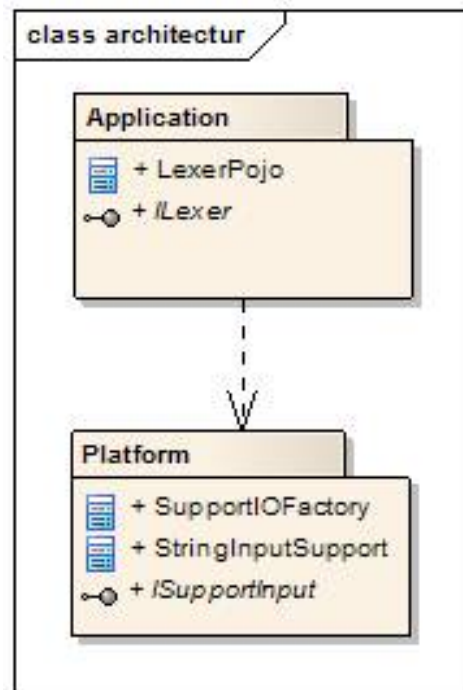 class architectur
Application
+ LexerPojo
+ ILexer
Platform
+ SupportIOFactory
+ StringInputSupport
+ ISupportInput